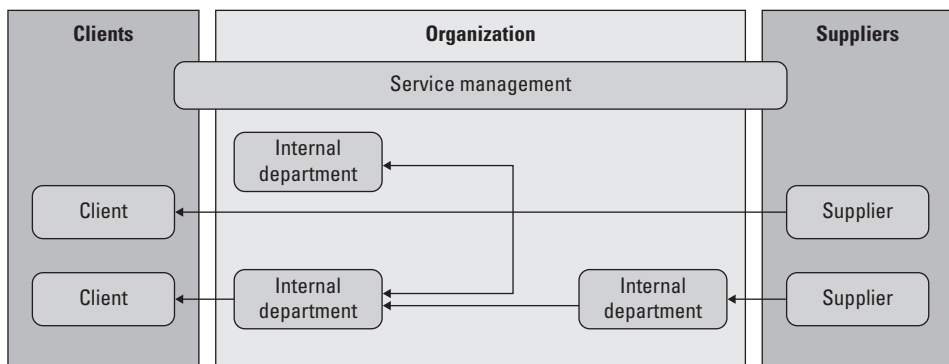 Clients
Organization
Suppliers
Service management
Internal
department
Client
Supplier
Client
Internal
department
Internal
department
Supplier